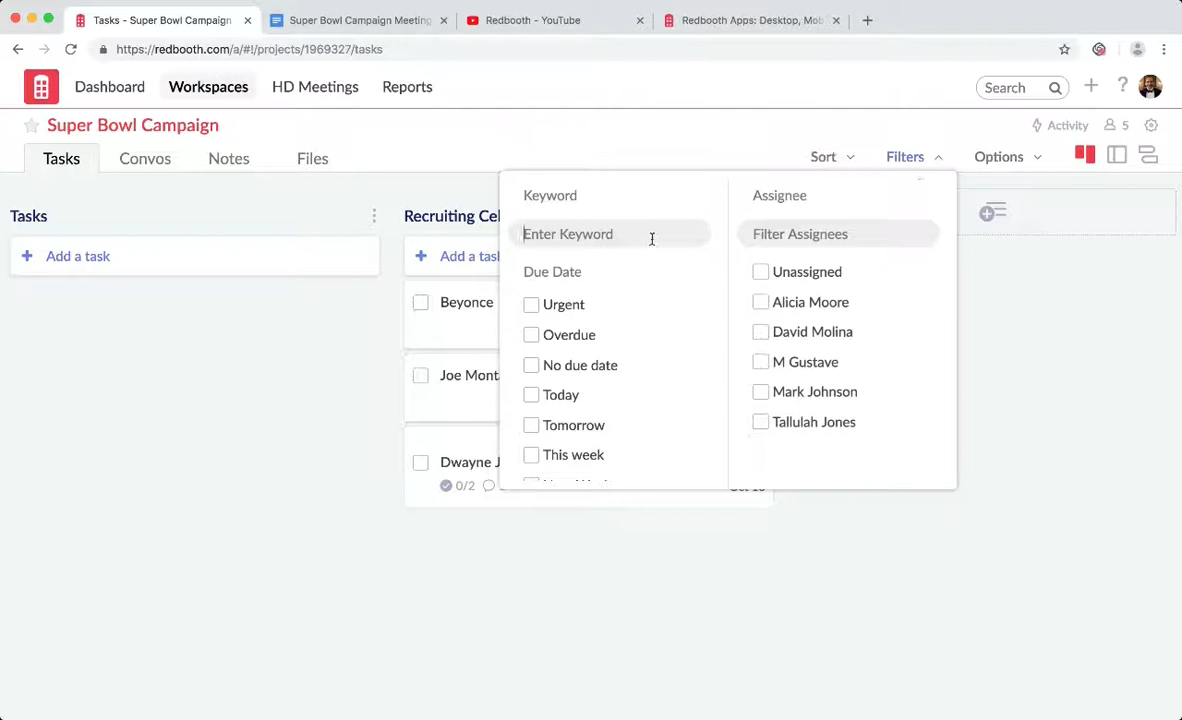 Tasks - Super Bowl Campaign
Super Bowl Campaign Meeting
Redbooth - YouTube
Redbooth Apps: Desktop, Mob
https://redbooth.com/a/#!/projects/1969327/tasks
Dashboard
Workspaces
HD Meetings
Reports
Search
?
Super Bowl Campaign
Activity
5
Tasks
Convos
Notes
Files
Sort
Filters
Options
Tasks
+ Add a task
Recruiting Cel
+ Add a task
Beyonce
Joe Mont
Dwayne J
0/2
Keyword
Enter Keyword
Due Date
Urgent
Overdue
No due date
Today
Tomorrow
This week
Assignee
Filter Assignees
Unassigned
Alicia Moore
David Molina
M Gustave
Mark Johnson
Tallulah Jones